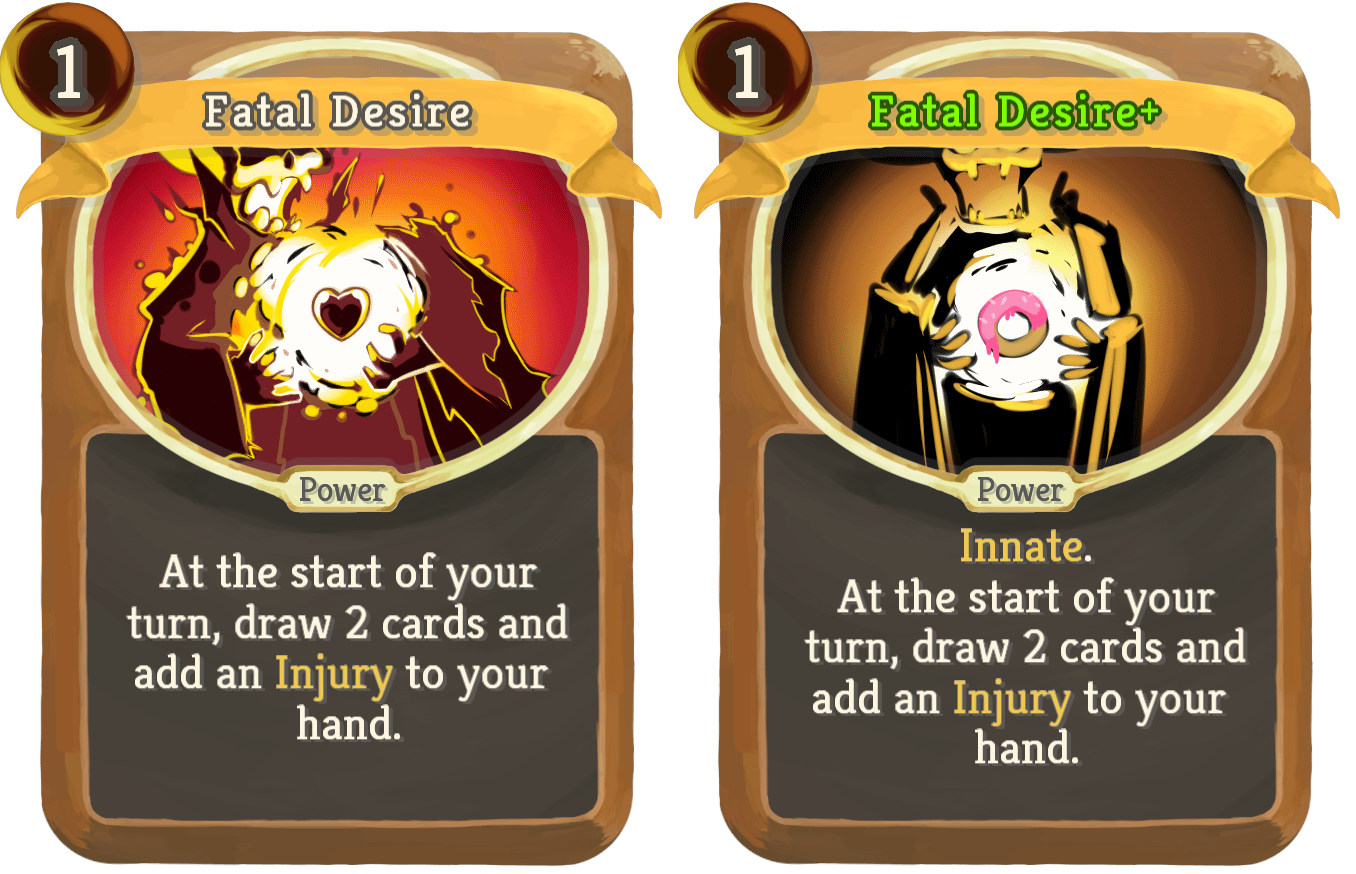 1
Fatal Desire
Power
At the start of your
turn, draw 2 cards and
add an Injury to your
hand.
1
Fatal Desire+
Power
Innate.
At the start of your
turn, draw 2 cards and
add an Injury to your
hand.